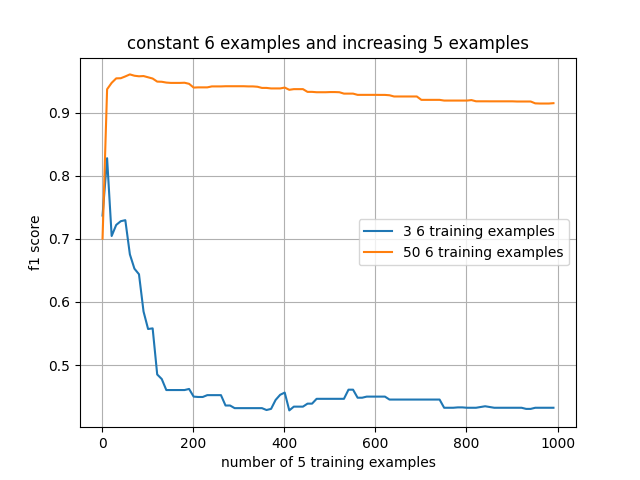 constant 6 examples and increasing 5 examples
f1 score
0.9
0.8
0.7
0.6
0.5
3 6 training examples
50 6 training examples
0 200 400 600 800 1000
number of 5 training examples